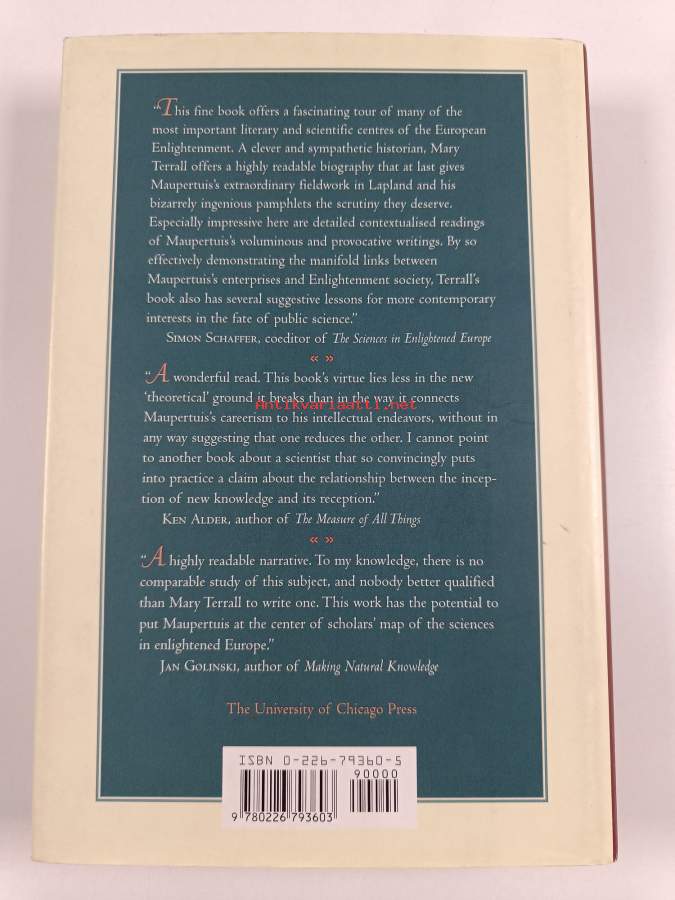 “This fine book offers a fascinating tour of many of the
most important literary and scientific centres of the European
Enlightenment. A clever and sympathetic historian, Mary
Terrall offers a highly readable biography that at last gives
Maupertuis’s extraordinary fieldwork in Lapland and his
bizarrely ingenious pamphlets the scrutiny they deserve.
Especially impressive here are detailed contextualised readings
of Maupertuis’s voluminous and provocative writings. By so
effectively demonstrating the manifold links between
Maupertuis’s enterprises and Enlightenment society, Terrall’s
book also has several suggestive lessons for more contemporary
interests in the fate of public science.”
SIMON SCHAFFER, coeditor of The Sciences in Enlightened Europe
« »
“A wonderful read. This book’s virtue lies less in the new
‘theoretical’ ground it breaks than in the way it connects
Antikvariaatti.net
Maupertuis’s careerism to his intellectual endeavors, without in
any way suggesting that one reduces the other. I cannot point
to another book about a scientist that so convincingly puts
into practice a claim about the relationship between the incep-
tion of new knowledge and its reception.”
KEN ALDER, author of The Measure of All Things
« »
“A highly readable narrative. To my knowledge, there is no
comparable study of this subject, and nobody better qualified
than Mary Terrall to write one. This work has the potential to
put Maupertuis at the center of scholars’ map of the sciences
in enlightened Europe.”
JAN GOLINSKI, author of Making Natural Knowledge
The University of Chicago Press
ISBN 0-226-79360-5
90000
9 780226 793603